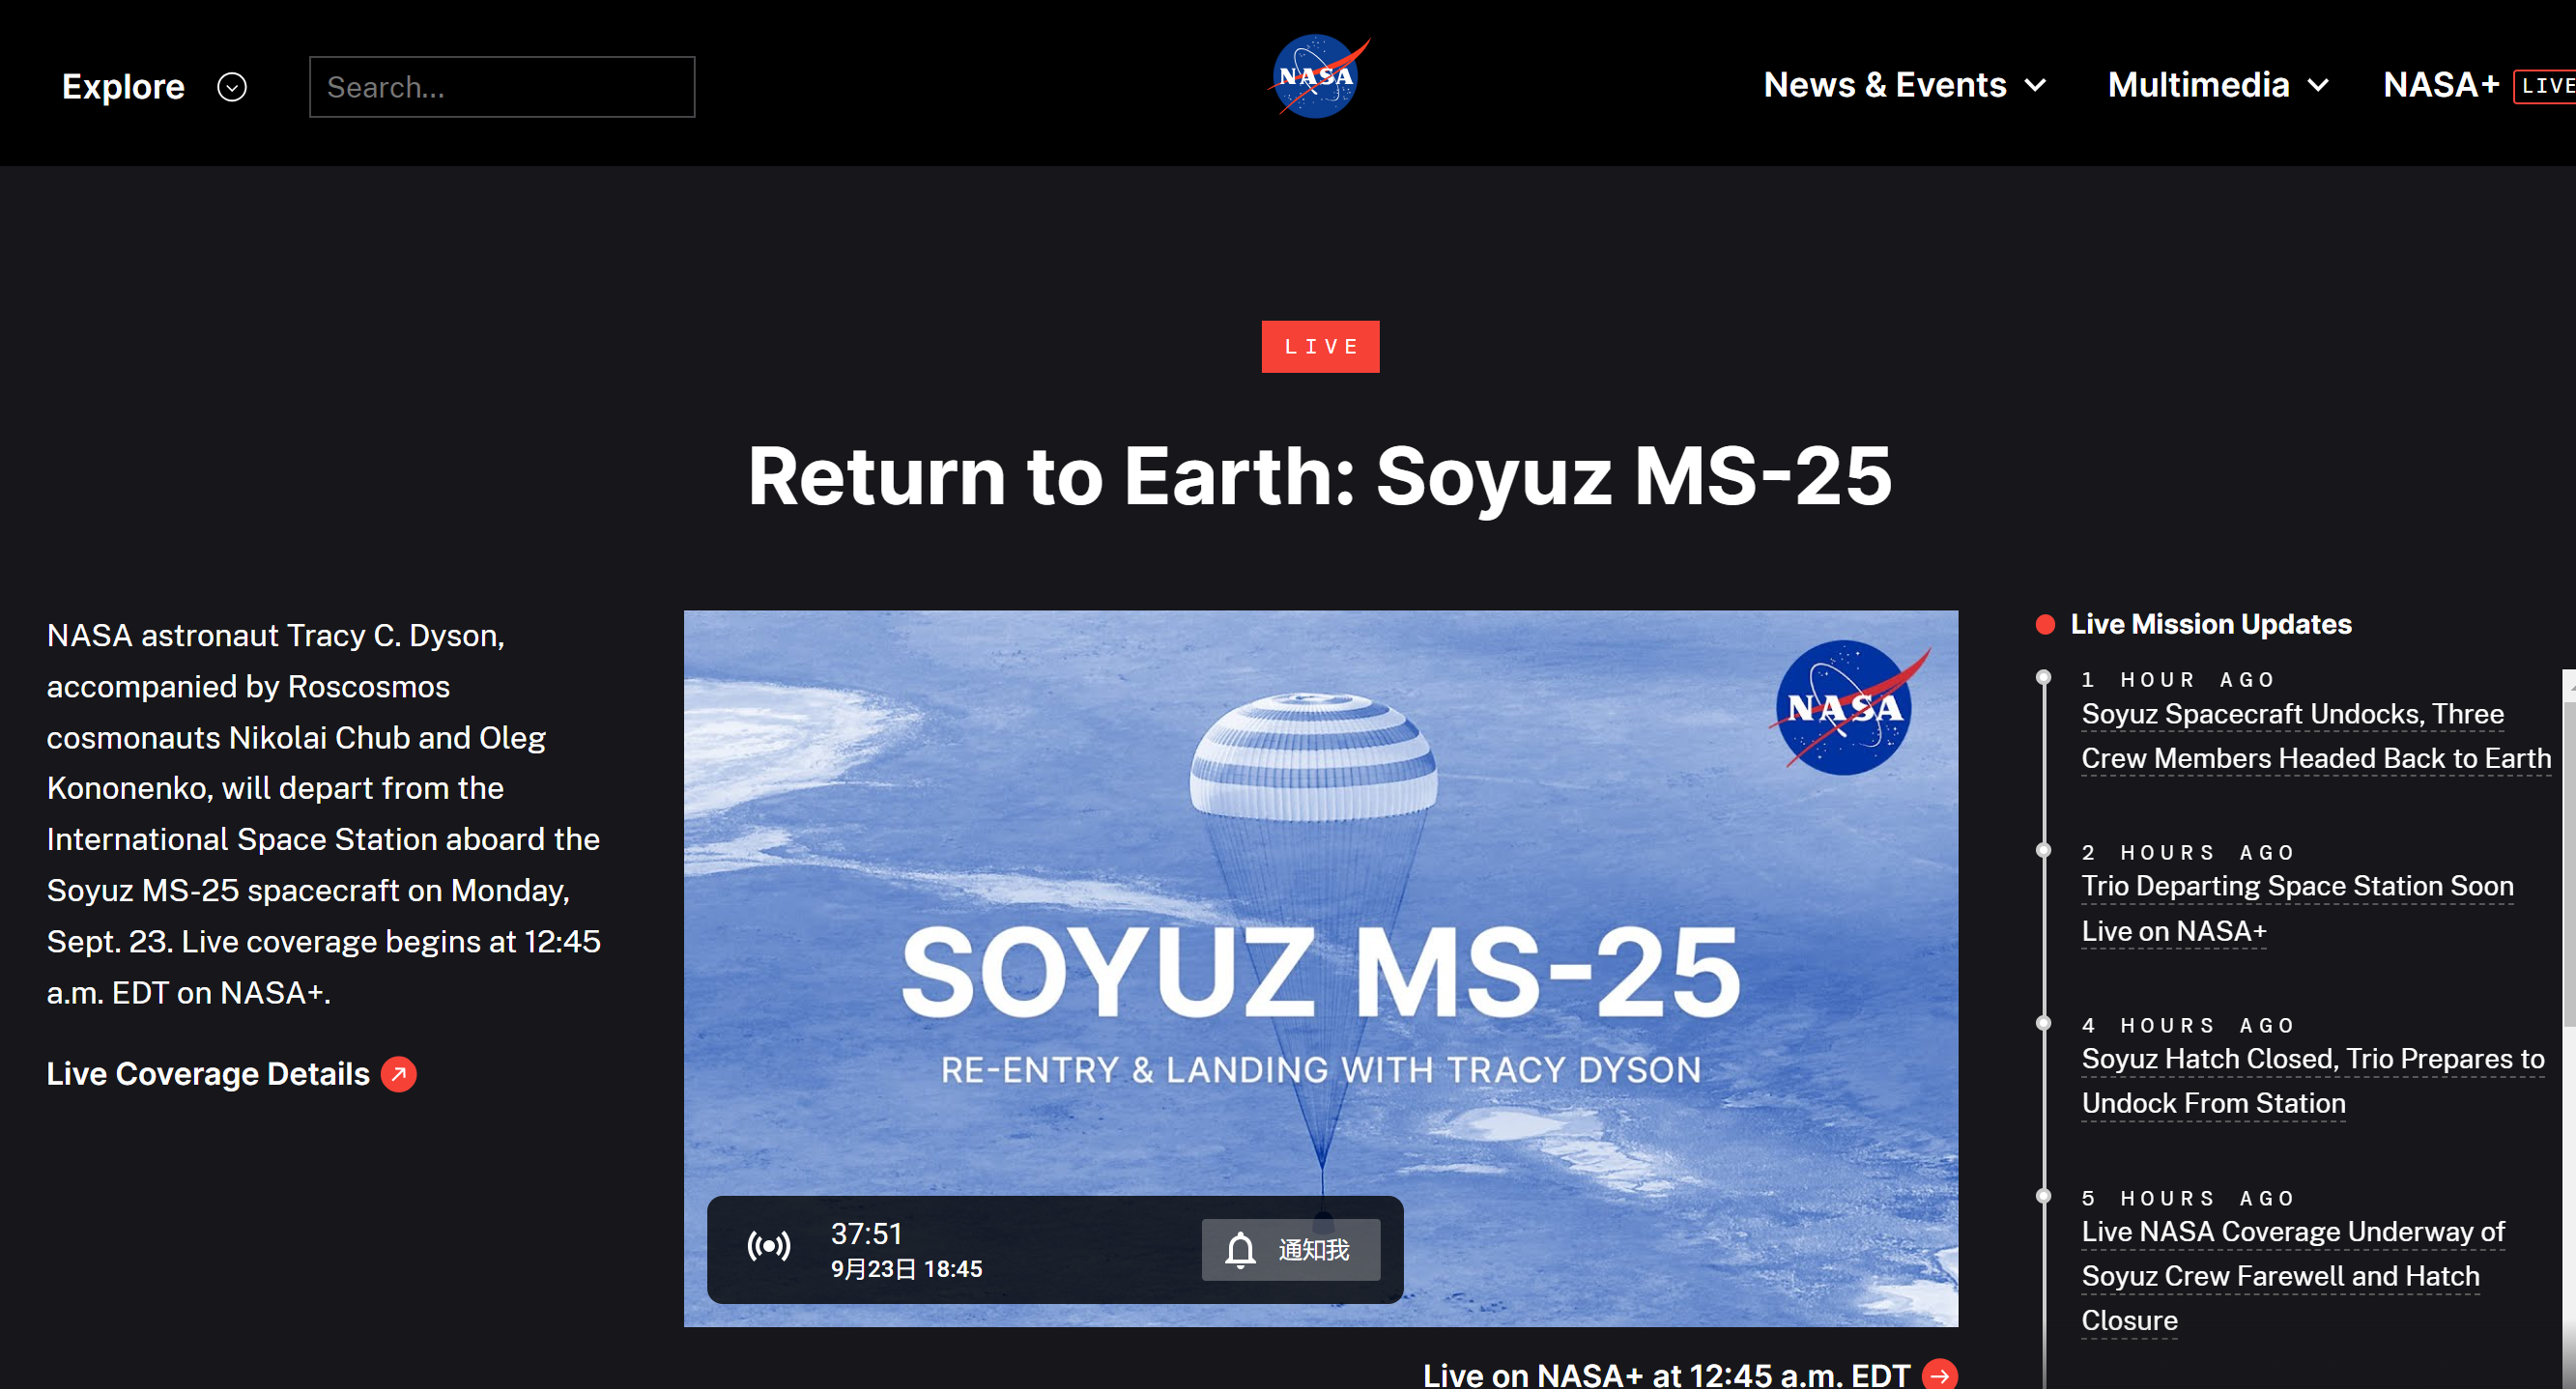 Explore
Search...
NASA
News & Events
Multimedia
NASA+
LIVE
LIVE
Return to Earth: Soyuz MS-25
NASA astronaut Tracy C. Dyson,
accompanied by Roscosmos
cosmonauts Nikolai Chub and Oleg
Kononenko, will depart from the
International Space Station aboard the
Soyuz MS-25 spacecraft on Monday,
Sept. 23. Live coverage begins at 12:45
a.m. EDT on NASA+.
Live Coverage Details
NASA
SOYUZ MS-25
RE-ENTRY & LANDING WITH TRACY DYSON
37:51
9月23日 18:45
通知我
Live on NASA+ at 12:45 a.m. EDT
Live Mission Updates
1 HOUR AGO
Soyuz Spacecraft Undocks, Three
Crew Members Headed Back to Earth
2 HOURS AGO
Trio Departing Space Station Soon
Live on NASA+
4 HOURS AGO
Soyuz Hatch Closed, Trio Prepares to
Undock From Station
5 HOURS AGO
Live NASA Coverage Underway of
Soyuz Crew Farewell and Hatch
Closure